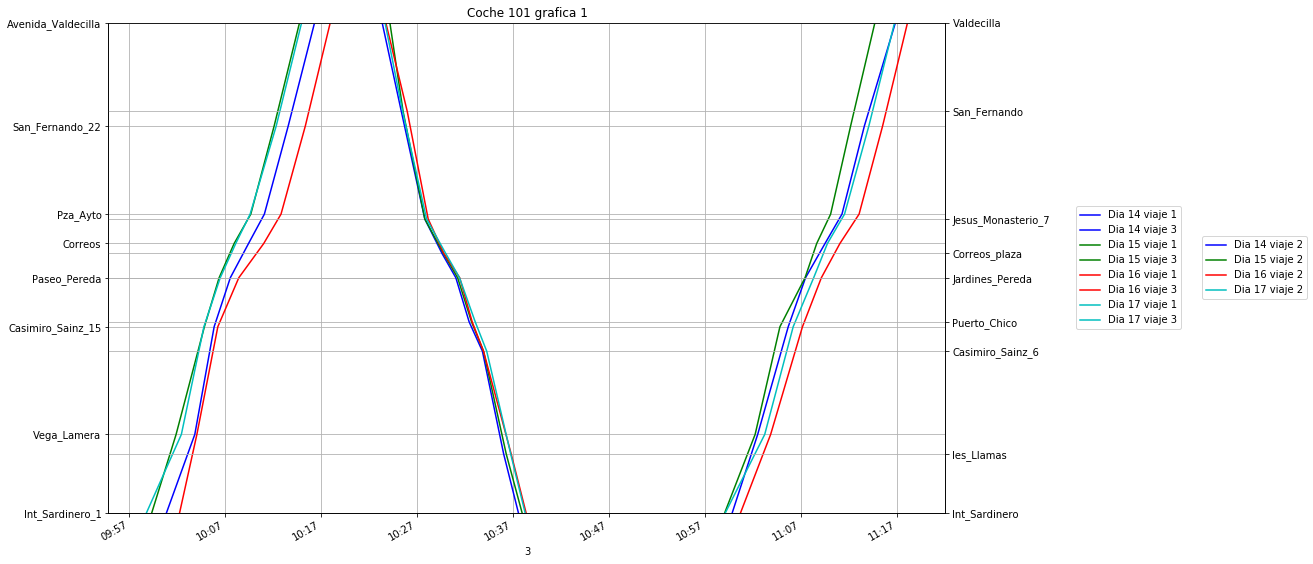 Coche 101 grafica 1
Avenida_Valdecilla
San_Fernando_22
Pza_Ayto
Correos
Paseo_Pereda
Casimiro_Sainz_15
Vega_Lamera
Int_Sardinero_1
Valdecilla
San_Fernando
Jesus_Monasterio_7
Correos_plaza
Jardines_Pereda
Puerto_Chico
Casimiro_Sainz_6
Ies_Llamas
Int_Sardinero
09:57
10:07
10:17
10:27
10:37
10:47
10:57
11:07
11:17
3
Dia 14 viaje 1
Dia 14 viaje 3
Dia 15 viaje 1
Dia 15 viaje 3
Dia 16 viaje 1
Dia 16 viaje 3
Dia 17 viaje 1
Dia 17 viaje 3
Dia 14 viaje 2
Dia 15 viaje 2
Dia 16 viaje 2
Dia 17 viaje 2